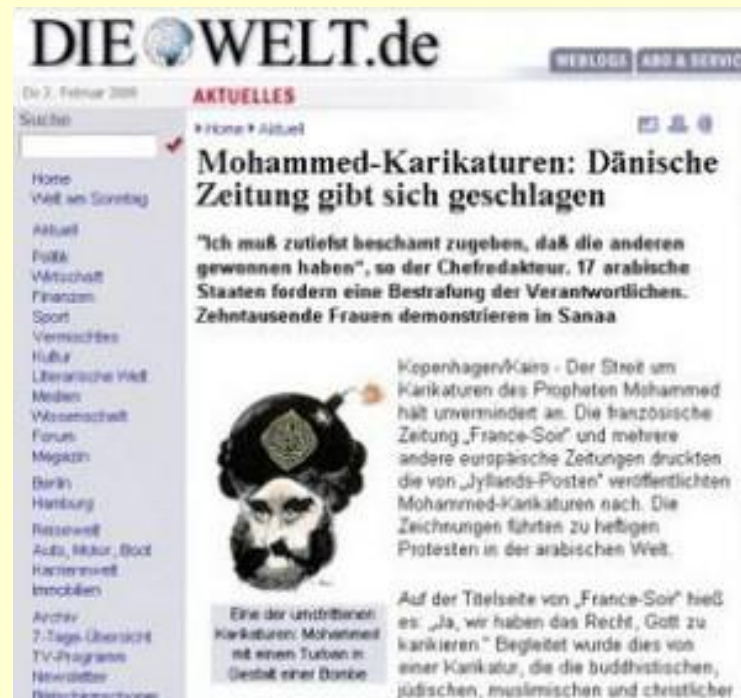 DIE WELT.de
WEBLOGS ABO & SERVIC
Februar
AKTUELLES
Suche
Home Aktuell
Mohammed-Karikaturen: Dänische
Zeitung gibt sich geschlagen
"Ich muß zutiefst beschämt zugeben, daß die anderen
gewonnen haben", so der Chefredakteur. 17 arabische
Staaten fordern eine Bestrafung der Verantwortlichen.
Zehntausende Frauen demonstrieren in Sanaa
Home
Welt am Sonntag
Aktuell
Politik
Wirtschaft
Finanzen
Sport
Vermischtes
Kultur
Literarische Welt
Medien
Wissenschaft
Forum
Magazin
Berlin
Hamburg
Reisewelt
Auto, Motor, Boot
Karrierewelt
Immobilien
Archiv
7-Tage-Übersicht
TV-Programm
Newsletter
Kopenhagen/Kairo - Der Streit um
Karikaturen des Propheten Mohammed
hält unvermindert an. Die französische
Zeitung „France-Soir" und mehrere
andere europäische Zeitungen druckten
die von „Jyllands-Posten" veröffentlichten
Mohammed-Karikaturen nach. Die
Zeichnungen führten zu heftigen
Protesten in der arabischen Welt.
Eine der umstrittenen
Karikaturen: Mohammed
mit einem Turban in
Gestalt einer Bombe
Auf der Titelseite von „France-Soir" hieß
es: „Ja, wir haben das Recht, Gott zu
karikieren." Begleitet wurde dies von
einer Karikatur, die die buddhistischen,
jüdischen, muslimischen und christlicher